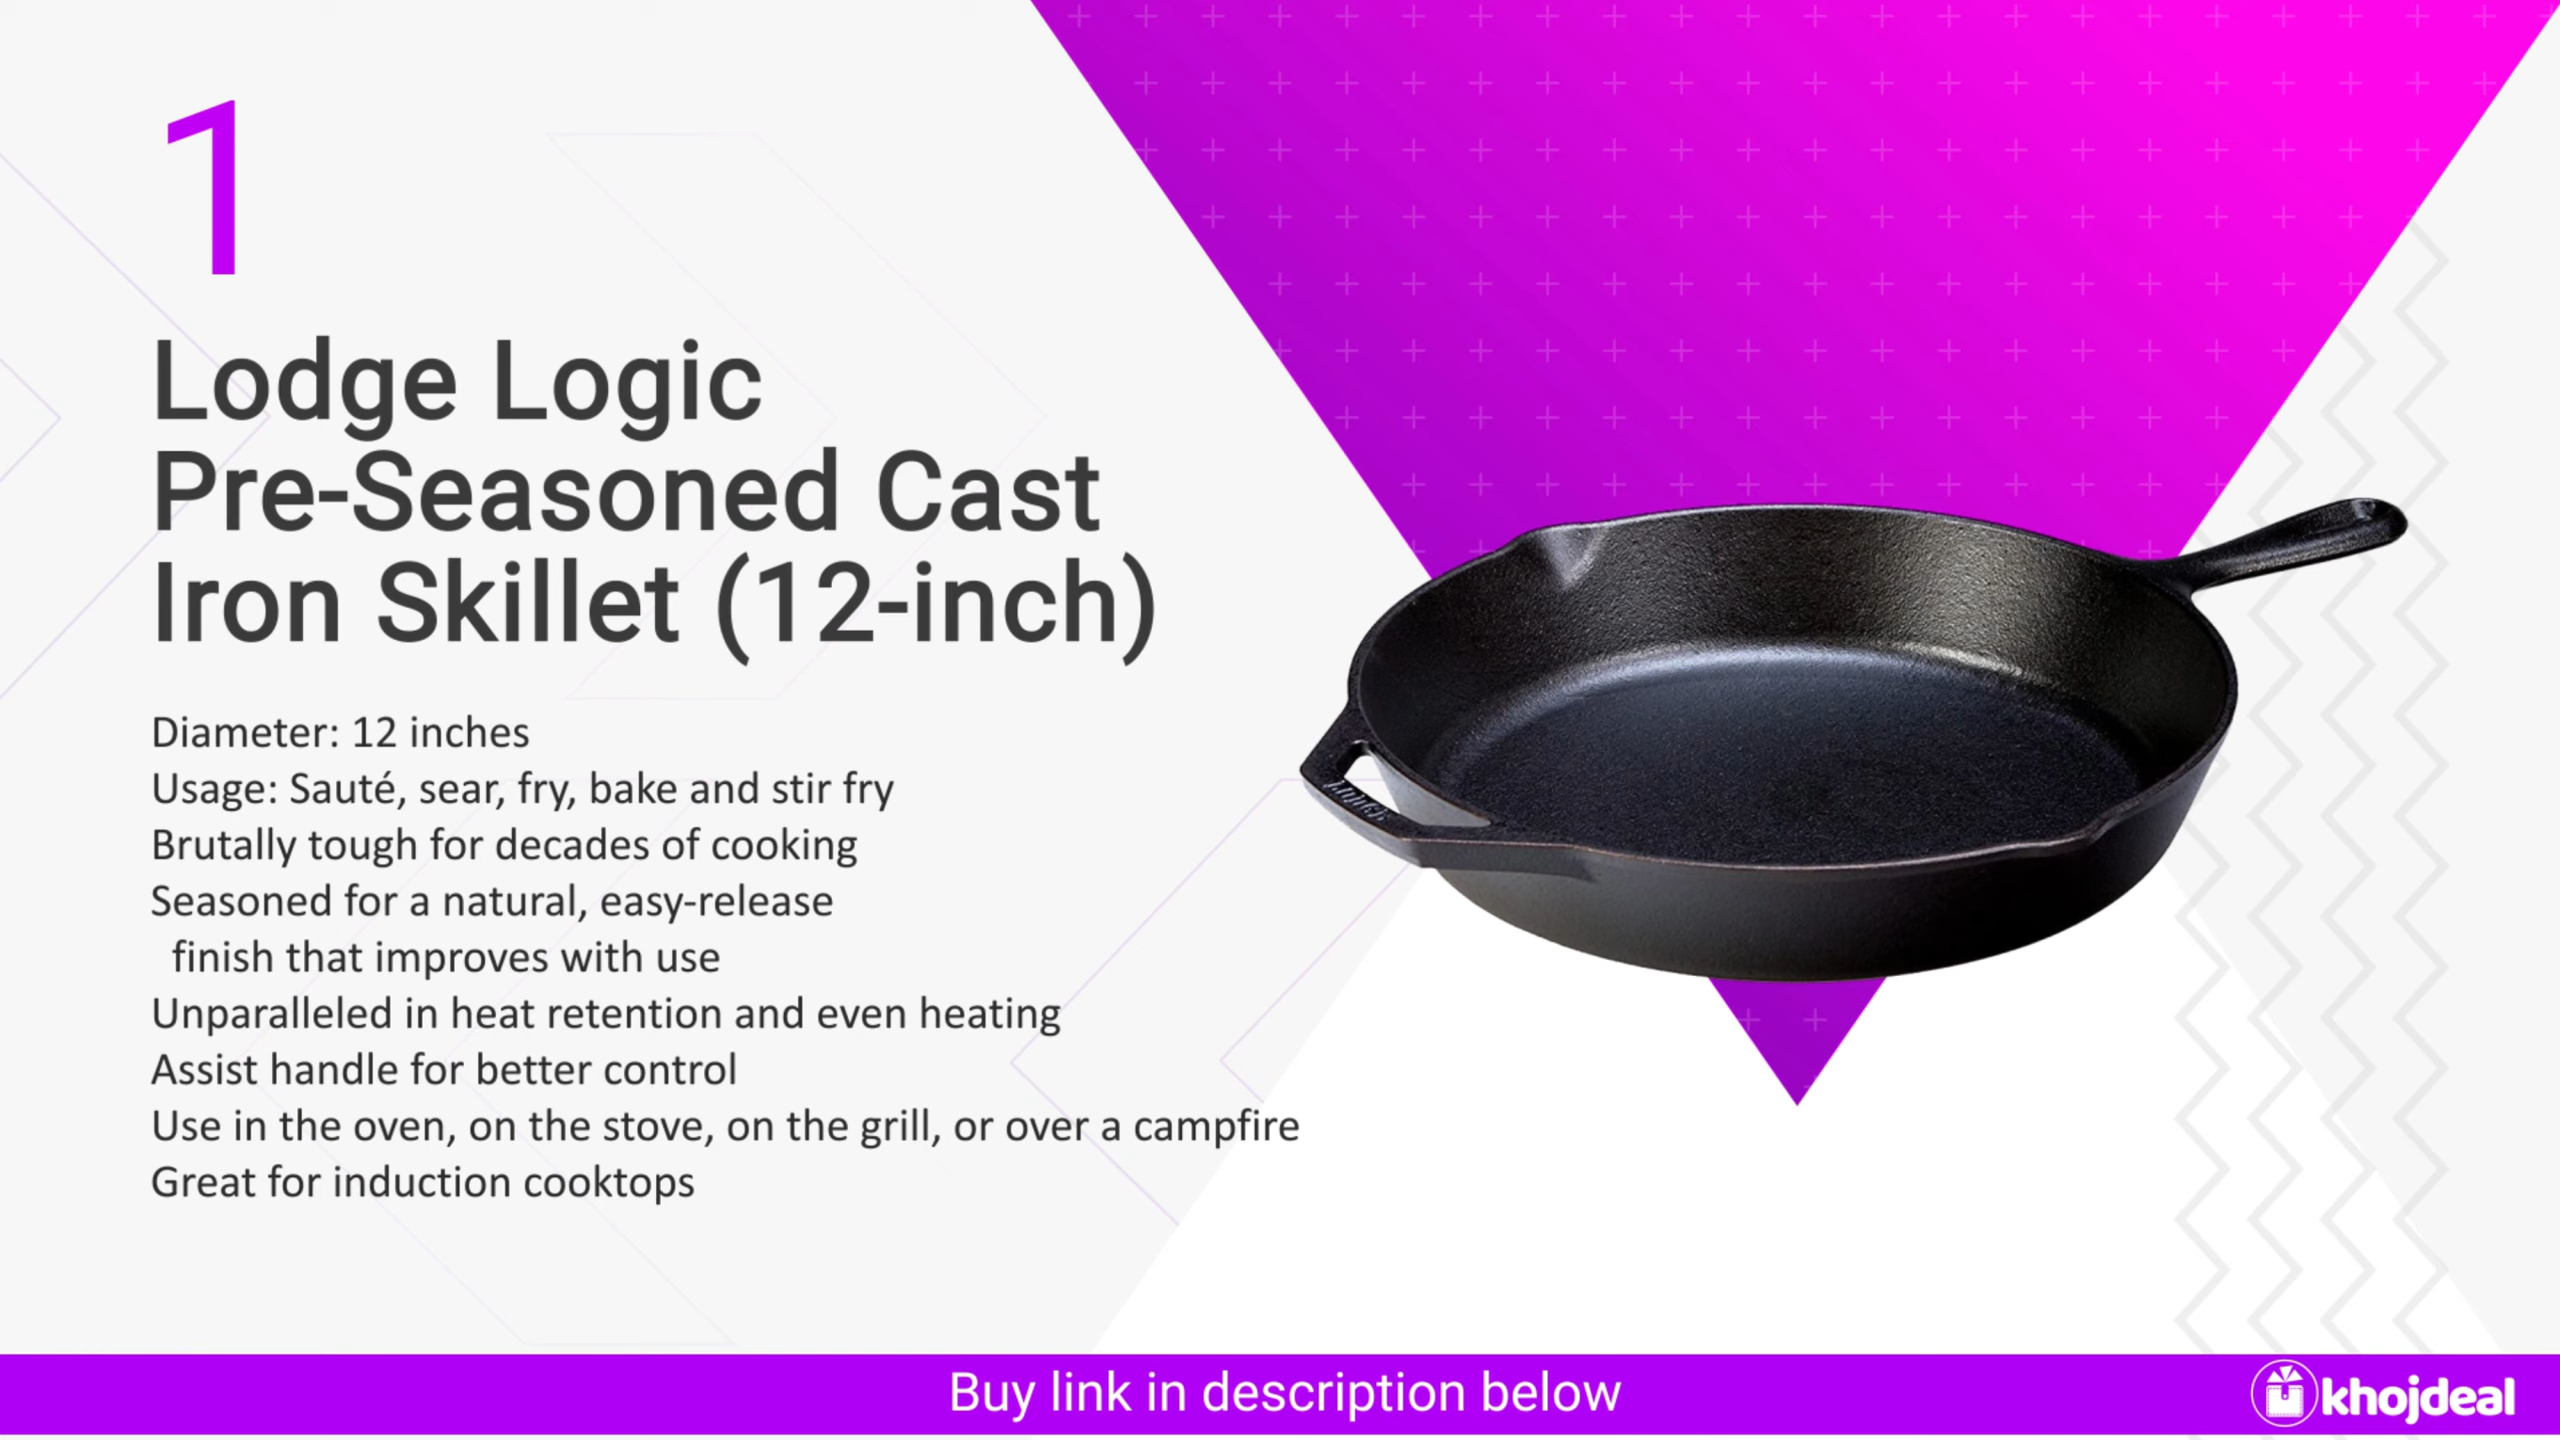 1
Lodge Logic
Pre-Seasoned Cast
Iron Skillet (12-inch)
Diameter: 12 inches
Usage: Sauté, sear, fry, bake and stir fry
Brutally tough for decades of cooking
Seasoned for a natural, easy-release
finish that improves with use
Unparalleled in heat retention and even heating
Assist handle for better control
Use in the oven, on the stove, on the grill, or over a campfire
Great for induction cooktops
Buy link in description below
khojdeal